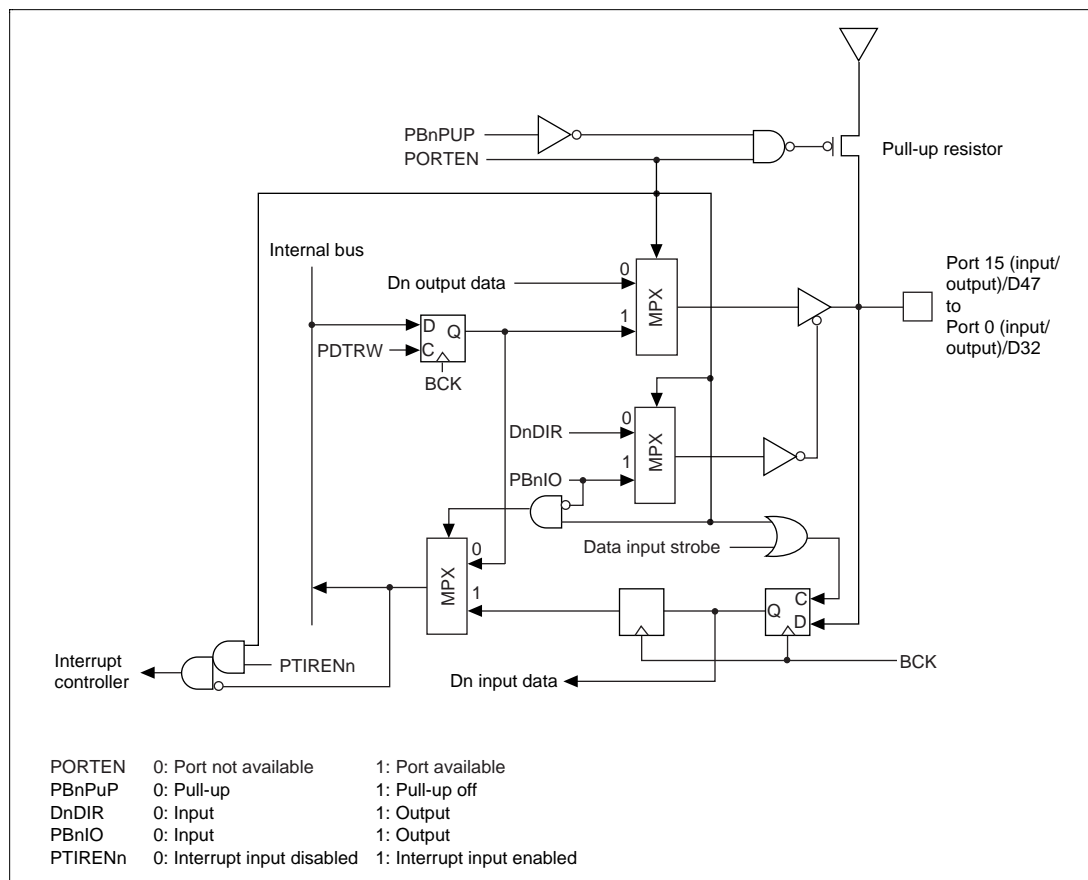 PBnPUP
PORTEN
Pull-up resistor
Internal bus
Dn output data
0
MPX
1
Port 15 (input/
output)/D47
to
Port 0 (input/
output)/D32
D
Q
PDTRW
C
BCK
DnDIR
0
MPX
PBnIO
1
Data input strobe
MPX
0
1
Q
C
D
Interrupt
controller
PTIRENn
BCK
Dn input data
PORTEN 0: Port not available 1: Port available
PBnPuP 0: Pull-up 1: Pull-up off
DnDIR 0: Input 1: Output
PBnIO 0: Input 1: Output
PTIRENn 0: Interrupt input disabled 1: Interrupt input enabled